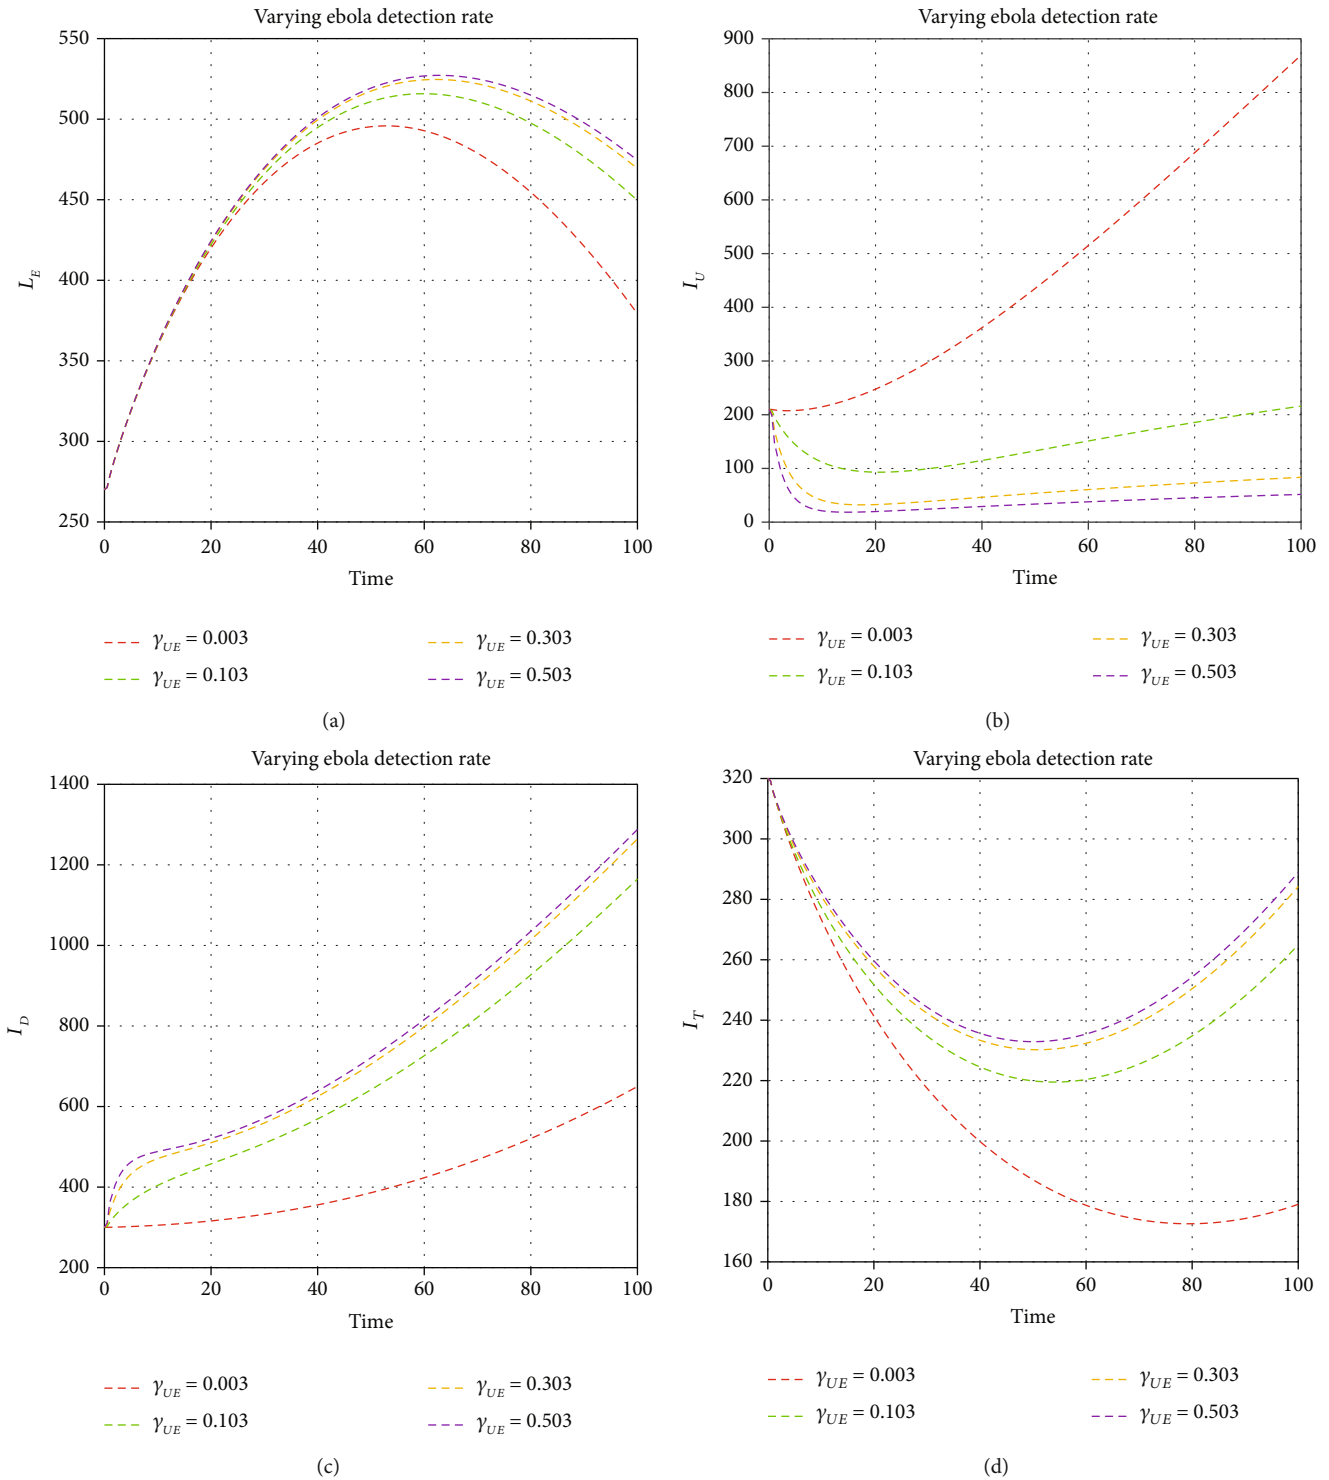 Varying ebola detection rate
550
500
450
400
350
300
250
L_E
0 20 40 60 80 100
Time
γ_UE = 0.003
γ_UE = 0.303
γ_UE = 0.103
γ_UE = 0.503
(a)
Varying ebola detection rate
900
800
700
600
500
400
300
200
100
0
I_U
0 20 40 60 80 100
Time
γ_UE = 0.003
γ_UE = 0.303
γ_UE = 0.103
γ_UE = 0.503
(b)
Varying ebola detection rate
1400
1200
1000
800
600
400
200
I_D
0 20 40 60 80 100
Time
γ_UE = 0.003
γ_UE = 0.303
γ_UE = 0.103
γ_UE = 0.503
(c)
Varying ebola detection rate
320
300
280
260
240
220
200
180
160
I_T
0 20 40 60 80 100
Time
γ_UE = 0.003
γ_UE = 0.303
γ_UE = 0.103
γ_UE = 0.503
(d)